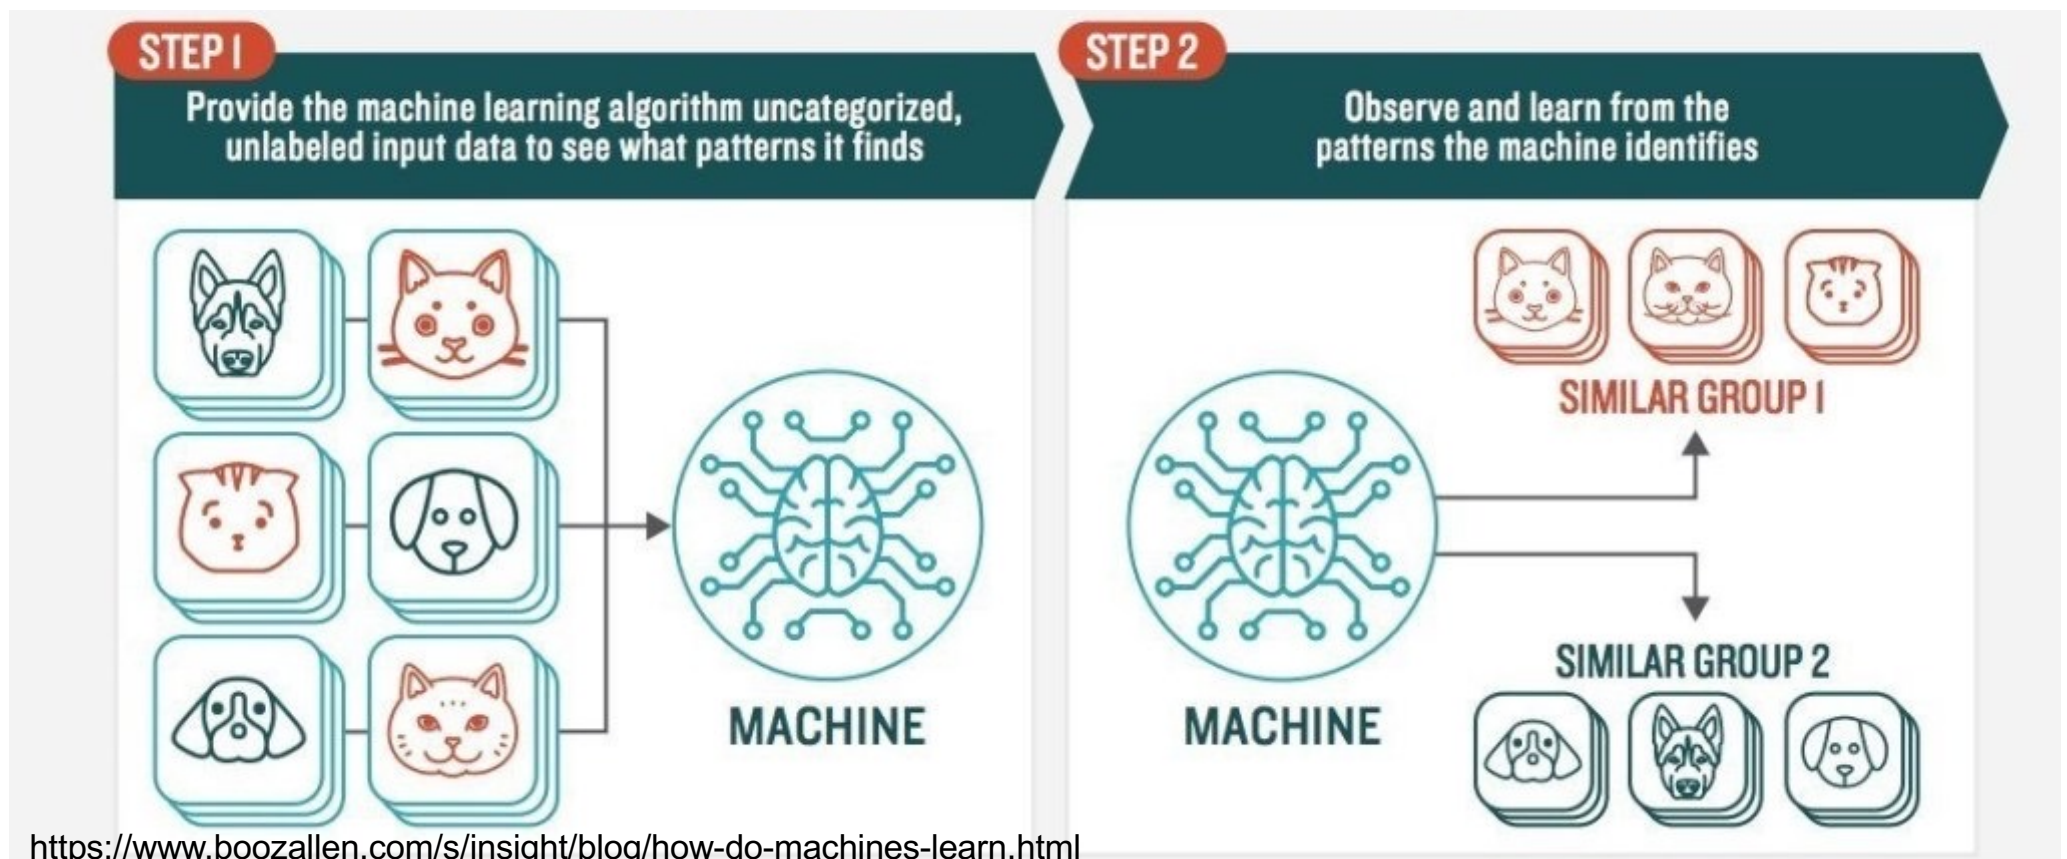 STEP 1
Provide the machine learning algorithm uncategorized,
unlabeled input data to see what patterns it finds
MACHINE
STEP 2
Observe and learn from the
patterns the machine identifies
SIMILAR GROUP 1
MACHINE
SIMILAR GROUP 2
https://www.boozallen.com/s/insight/blog/how-do-machines-learn.html